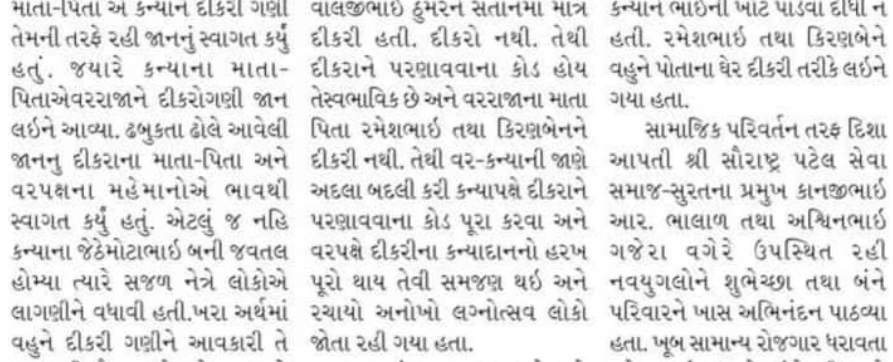 માતા-પિતા એ કન્યાને દીકરી ગણી
તેમની તરફે રહી જાનનું સ્વાગત કર્યું
હતું. જયારે કન્યાના માતા-
પિતાએવરરાજાને દીકરોગણી જાન
લઇને આવ્યા. ઢબુકતા ઢોલે આવેલી
જાનનુ દીકરાના માતા-પિતા અને
વરપક્ષના મહેમાનોએ ભાવથી
સ્વાગત કર્યું હતું. એટલું જ નહિ
કન્યાના જેઠેમોટાભાઇ બની જવતલ
હોમ્યા ત્યારે સજળ નેત્રે લોકોએ
લાગણીને વધાવી હતી.ખરા અર્થમાં
વહુને દીકરી ગણીને આવકારી તે
વાલજીભાઇ ઠુમરને સંતાનમાં માત્ર
દીકરી હતી. દીકરો નથી. તેથી
દીકરાને પરણાવવાના કોડ હોય
તેસ્વભાવિક છે અને વરરાજાના માતા
પિતા રમેશભાઇ તથા કિરણબેનને
દીકરી નથી. તેથી વર-કન્યાની જાણે
અદલા બદલી કરી કન્યાપક્ષે દીકરાને
પરણાવવાના કોડ પૂરા કરવા અને
વરપક્ષે દીકરીના કન્યાદાનનો હરખ
પૂરો થાય તેવી સમજણ થઇ અને
રચાયો અનોખો લગ્નોત્સવ લોકો
જોતા રહી ગયા હતા.
કન્યાને ભાઇની ખોટ પાડવા દીધી ન
હતી. રમેશભાઇ તથા કિરણબેને
વહુને પોતાના ઘેર દીકરી તરીકે લઇને
ગયા હતા.
સામાજિક પરિવર્તન તરફ દિશા
આપતી શ્રી સૌરાષ્ટ્ર પટેલ સેવા
સમાજ-સુરતના પ્રમુખ કાનજીભાઇ
આર. ભાલાળ તથા અશ્વિનભાઇ
ગજેરા વગેરે ઉપસ્થિત રહી
નવયુગલોને શુભેચ્છા તથા બંને
પરિવારને ખાસ અભિનંદન પાઠવ્યા
હતા. ખૂબ સામાન્ય રોજગાર ધરાવતા